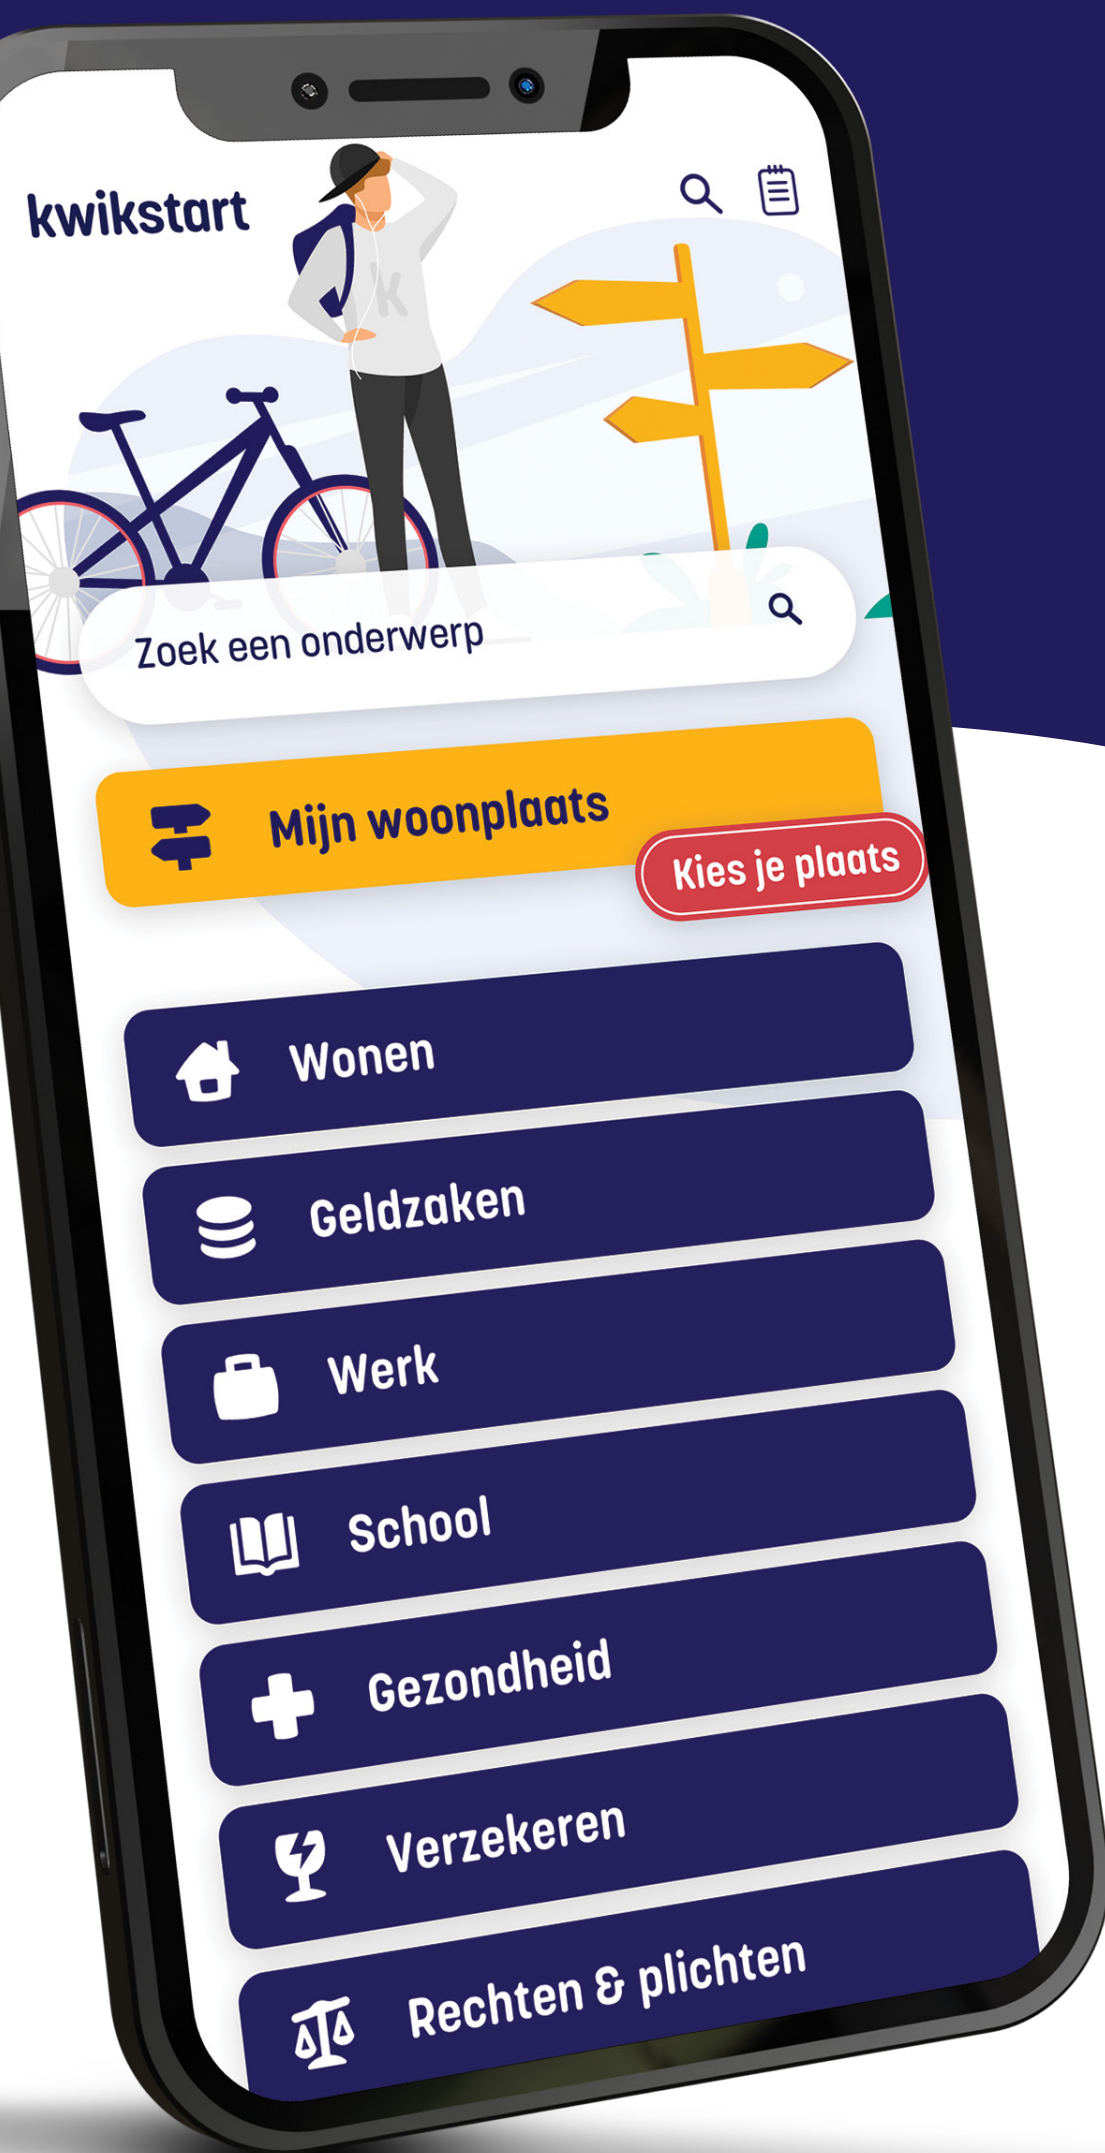 kwikstart
k
Zoek een onderwerp
Mijn woonplaats
Kies je plaats
Wonen
Geldzaken
Werk
School
Gezondheid
Verzekeren
Rechten & plichten